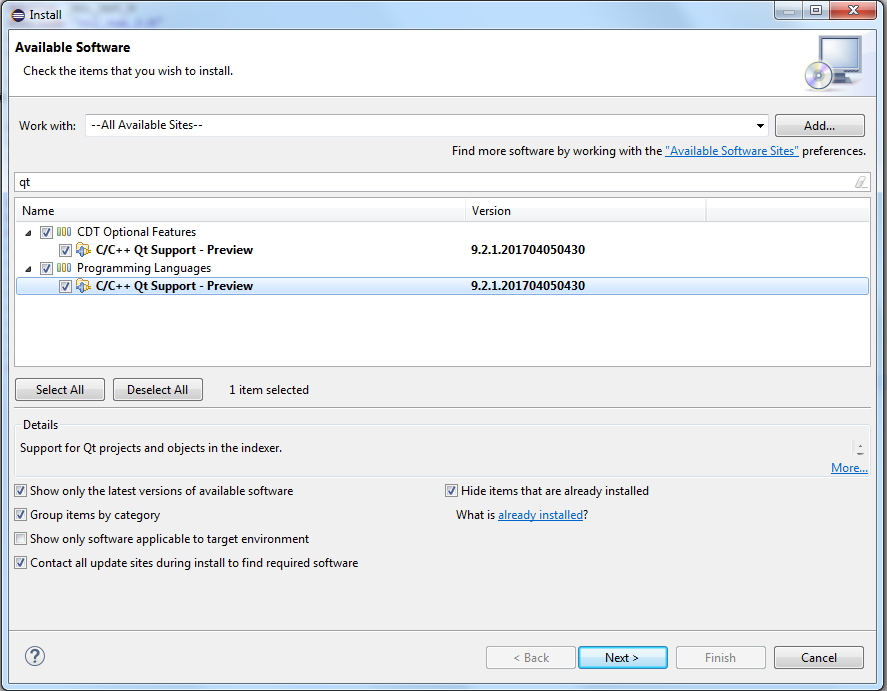 Install
Available Software
Check the items that you wish to install.
Work with: --All Available Sites-- Add...
Find more software by working with the "Available Software Sites" preferences.
qt
Name Version
CDT Optional Features
C/C++ Qt Support - Preview 9.2.1.201704050430
Programming Languages
C/C++ Qt Support - Preview 9.2.1.201704050430
Select All Deselect All 1 item selected
Details
Support for Qt projects and objects in the indexer.
More...
Show only the latest versions of available software Hide items that are already installed
Group items by category What is already installed?
Show only software applicable to target environment
Contact all update sites during install to find required software
? < Back Next > Finish Cancel